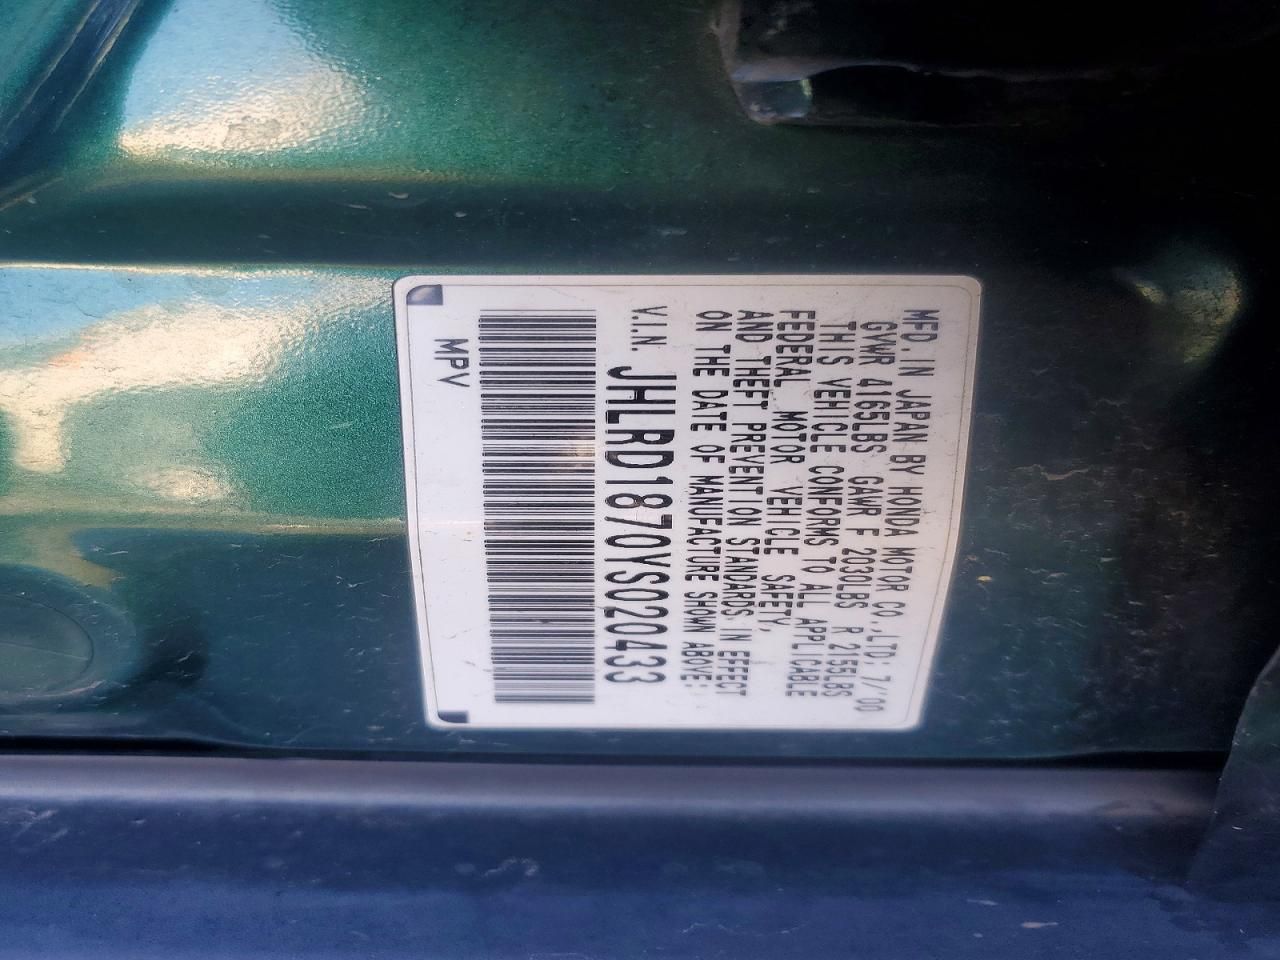 MFD. IN JAPAN BY HONDA MOTOR CO.,LTD; 7/'00
GVWR 4165LBS GAWR F 2030LBS R 2155LBS
THIS VEHICLE CONFORMS TO ALL APPLICABLE
FEDERAL MOTOR VEHICLE SAFETY,
AND THEFT PREVENTION STANDARDS, IN EFFECT
ON THE DATE OF MANUFACTURE SHOWN ABOVE;
V.I.N. JHLRD1870YS020433
MPV